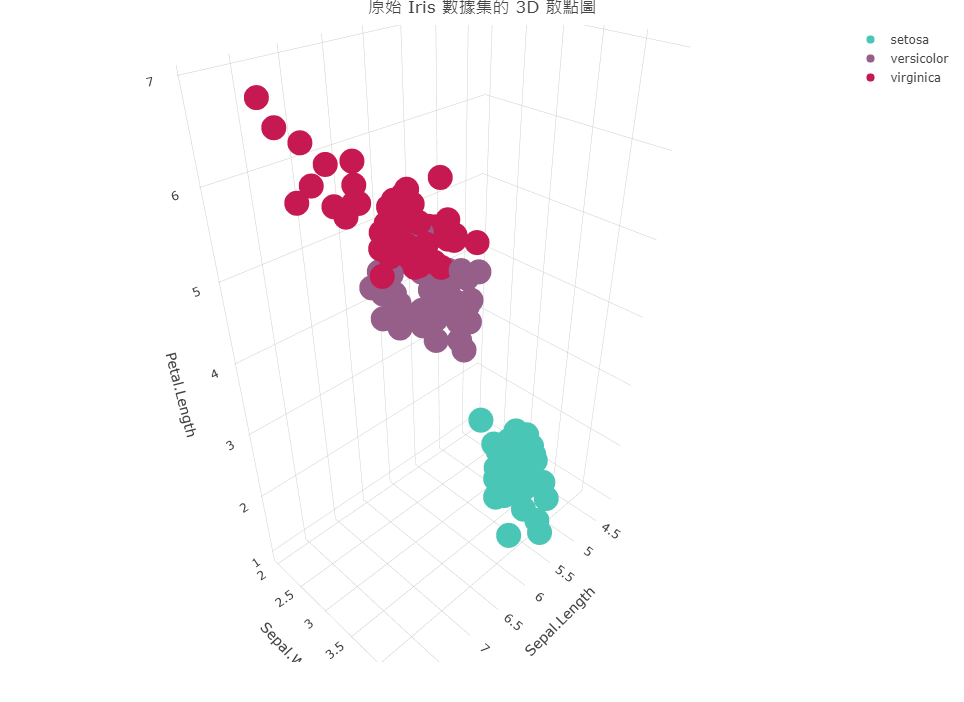 原始 Iris 數據集的 3D 散點圖
setosa
versicolor
virginica
7
6
5
4
3
2
1
Petal.Length
2
2.5
3
3.5
Sepal.W
4.5
5
5.5
6
6.5
7
Sepal.Length